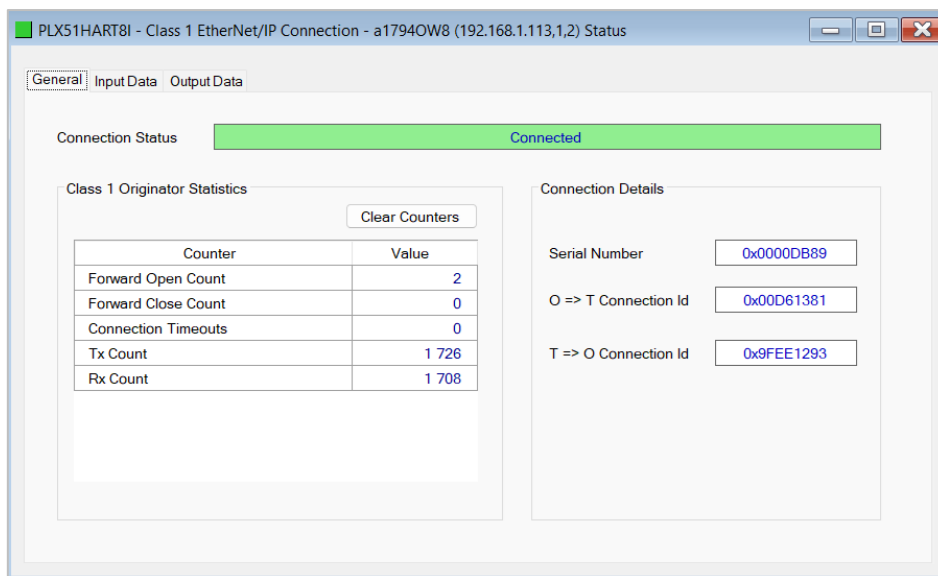 PLX51HART8I - Class 1 EtherNet/IP Connection - a1794OW8 (192.168.1.113,1,2) Status
General Input Data Output Data
Connection Status Connected
Class 1 Originator Statistics
Clear Counters
Counter Value
Forward Open Count 2
Forward Close Count 0
Connection Timeouts 0
Tx Count 1 726
Rx Count 1 708
Connection Details
Serial Number 0x0000DB89
O => T Connection Id 0x00D61381
T => O Connection Id 0x9FEE1293